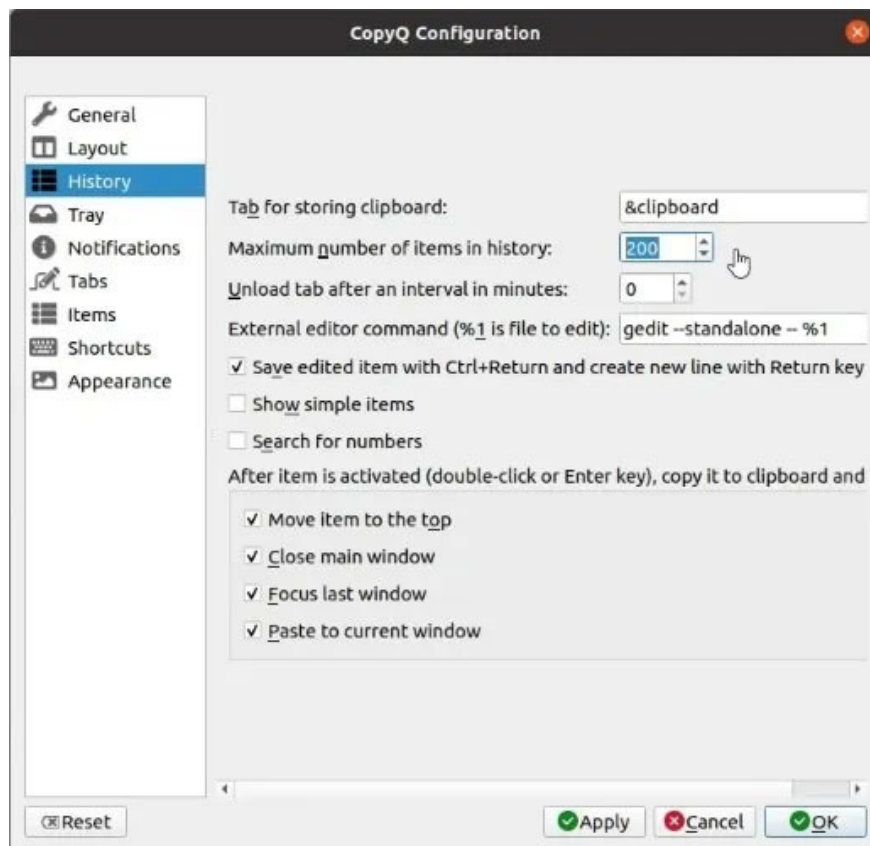 CopyQ Configuration
General
Layout
History
Tray
Notifications
Tabs
Items
Shortcuts
Appearance
Tab for storing clipboard: &clipboard
Maximum number of items in history: 200
Unload tab after an interval in minutes: 0
External editor command (%1 is file to edit): gedit --standalone -- %1
Save edited item with Ctrl+Return and create new line with Return key
Show simple items
Search for numbers
After item is activated (double-click or Enter key), copy it to clipboard and
Move item to the top
Close main window
Focus last window
Paste to current window
Reset Apply Cancel OK